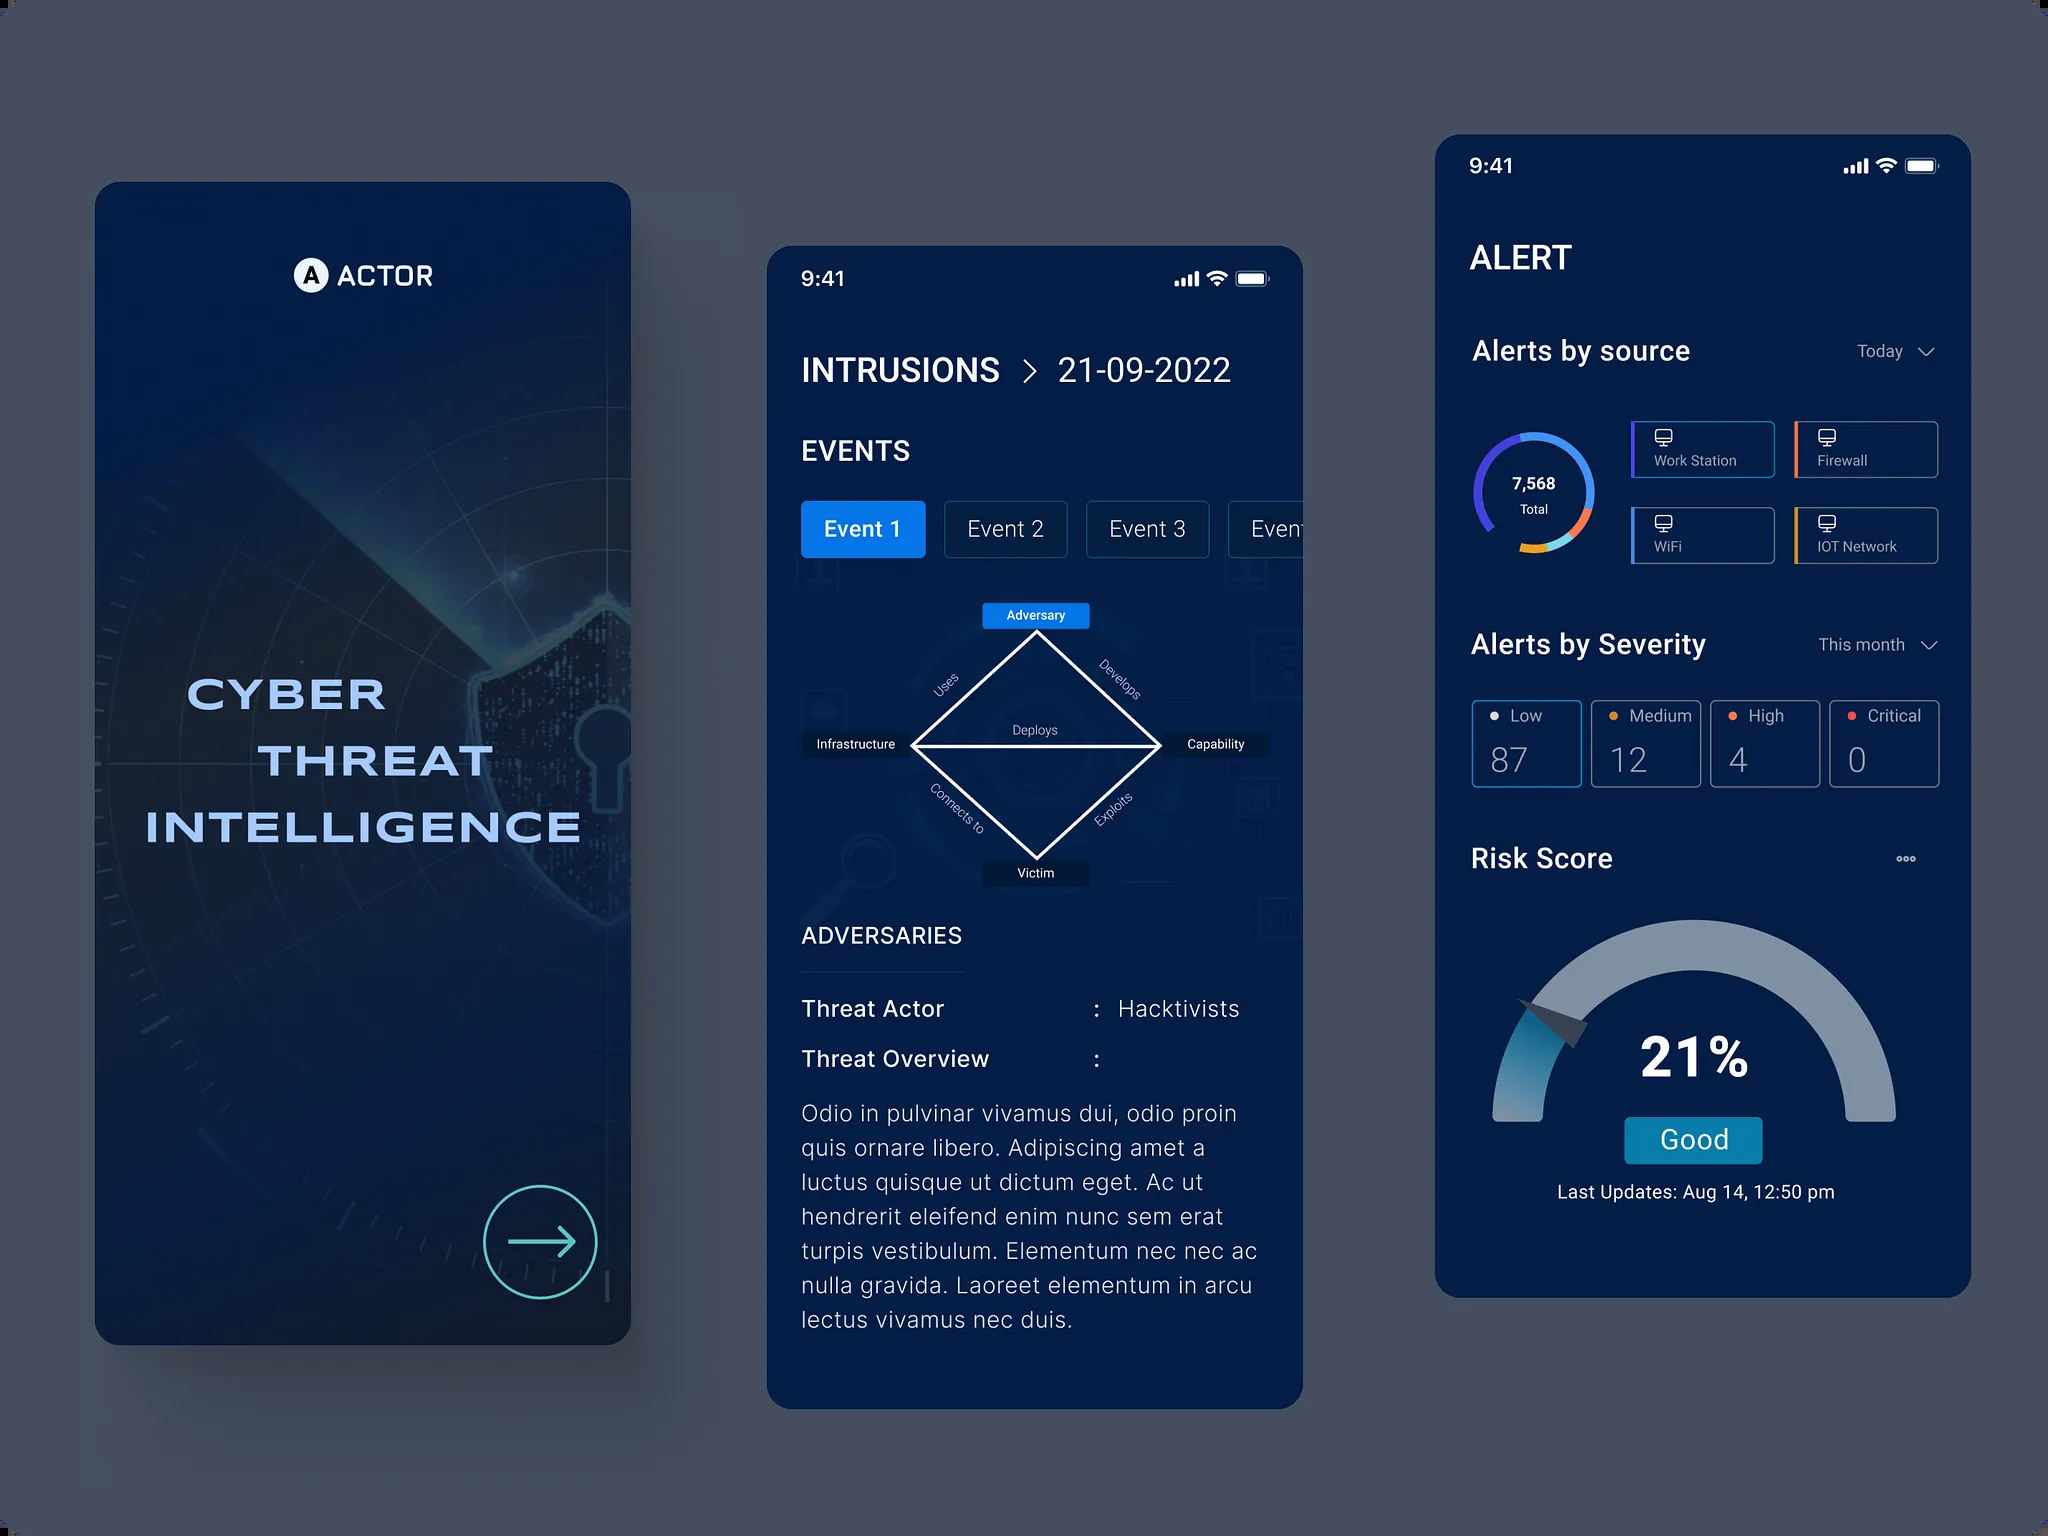 A ACTOR
CYBER
THREAT
INTELLIGENCE
9:41
INTRUSIONS > 21-09-2022
EVENTS
Event 1 Event 2 Event 3 Even
Adversary
Uses Develops
Deploys
Infrastructure Capability
Connects to Exploits
Victim
ADVERSARIES
Threat Actor : Hacktivists
Threat Overview :
Odio in pulvinar vivamus dui, odio proin
quis ornare libero. Adipiscing amet a
luctus quisque ut dictum eget. Ac ut
hendrerit eleifend enim nunc sem erat
turpis vestibulum. Elementum nec nec ac
nulla gravida. Laoreet elementum in arcu
lectus vivamus nec duis.
9:41
ALERT
Alerts by source Today
7,568
Total
Work Station Firewall
WiFi IOT Network
Alerts by Severity This month
Low Medium High Critical
87 12 4 0
Risk Score
21%
Good
Last Updates: Aug 14, 12:50 pm